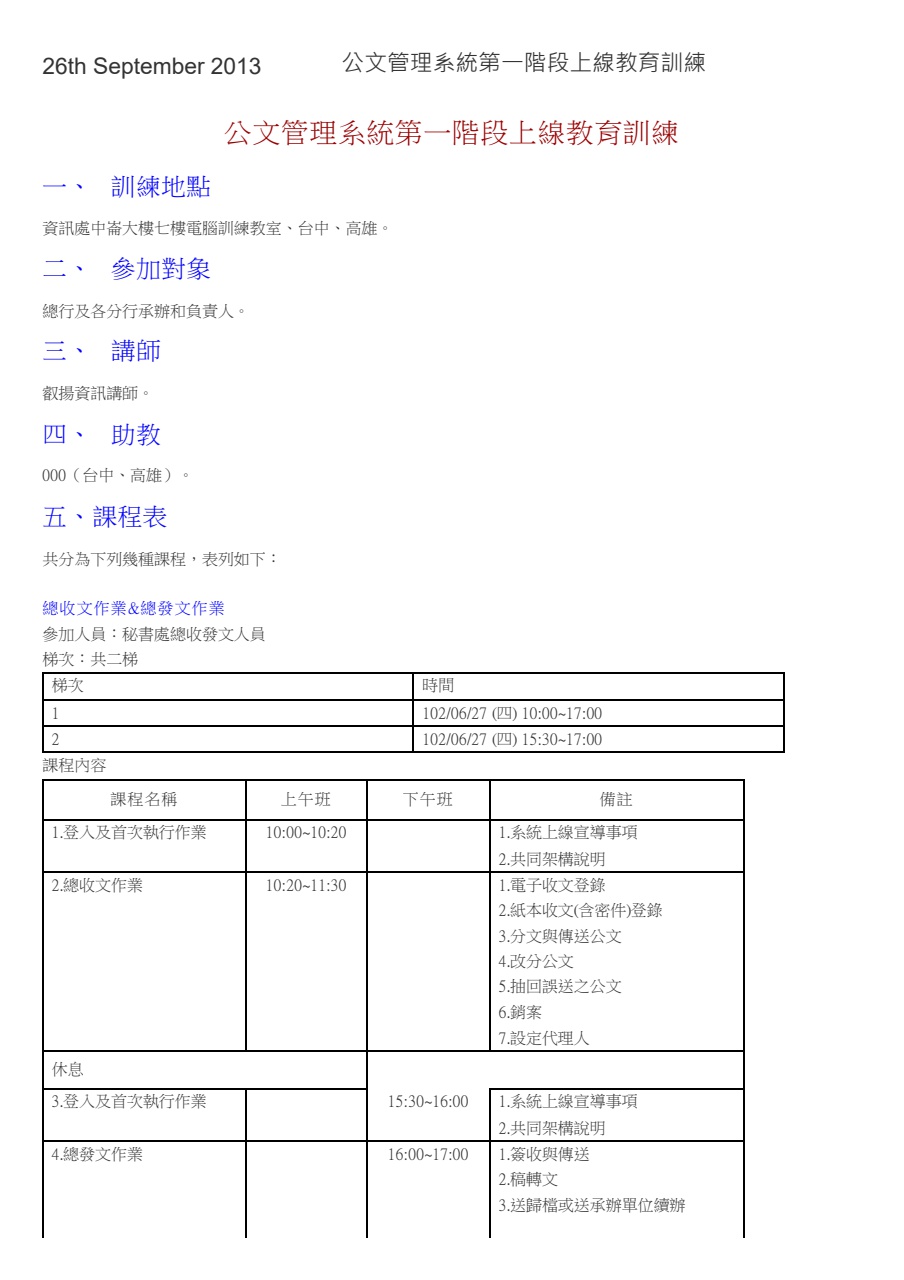 26th September 2013 公文管理系統第一階段上線教育訓練
公文管理系統第一階段上線教育訓練
一、 訓練地點
資訊處中崙大樓七樓電腦訓練教室、台中、高雄。
二、 參加對象
總行及各分行承辦和負責人。
三、 講師
叡揚資訊講師。
四、 助教
000（台中、高雄）。
五、課程表
共分為下列幾種課程，表列如下：
總收文作業&總發文作業
參加人員：秘書處總收發文人員
梯次：共二梯
梯次 時間
1 102/06/27 (四) 10:00~17:00
2 102/06/27 (四) 15:30~17:00
課程內容
課程名稱 上午班 下午班 備註
1.登入及首次執行作業 10:00~10:20 1.系統上線宣導事項
2.共同架構說明
2.總收文作業 10:20~11:30 1.電子收文登錄
2.紙本收文(含密件)登錄
3.分文與傳送公文
4.改分公文
5.抽回誤送之公文
6.銷案
7.設定代理人
休息
3.登入及首次執行作業 15:30~16:00 1.系統上線宣導事項
2.共同架構說明
4.總發文作業 16:00~17:00 1.簽收與傳送
2.稿轉文
3.送歸檔或送承辦單位續辦